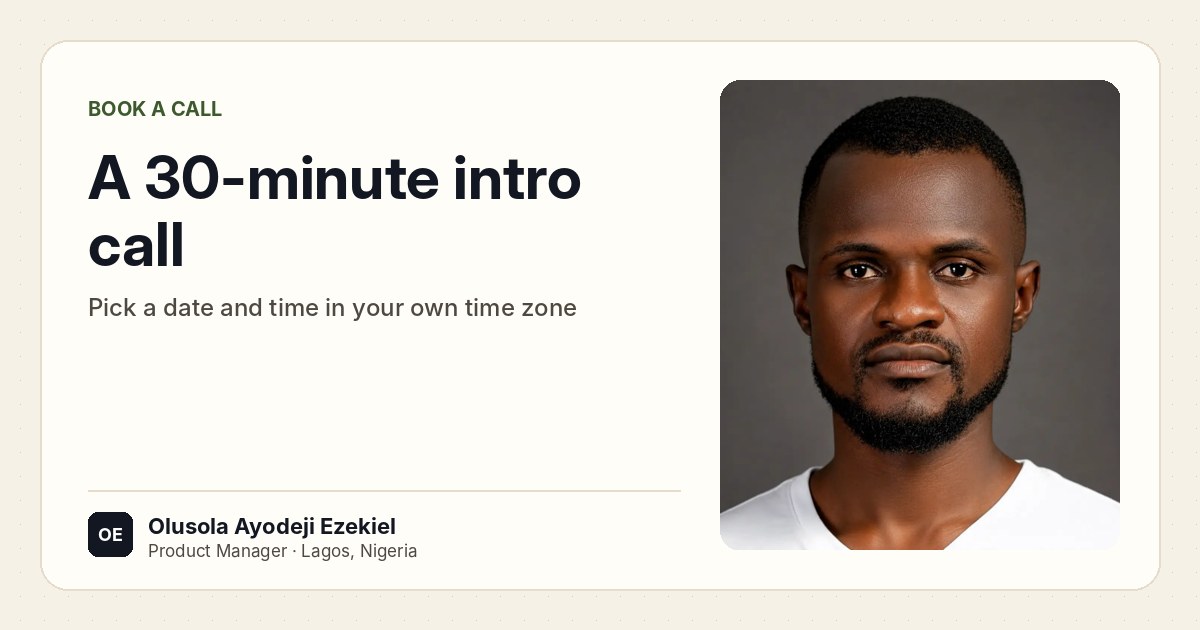 BOOK A CALL
A 30-minute intro
call
Pick a date and time in your own time zone
OE
Olusola Ayodeji Ezekiel
Product Manager · Lagos, Nigeria